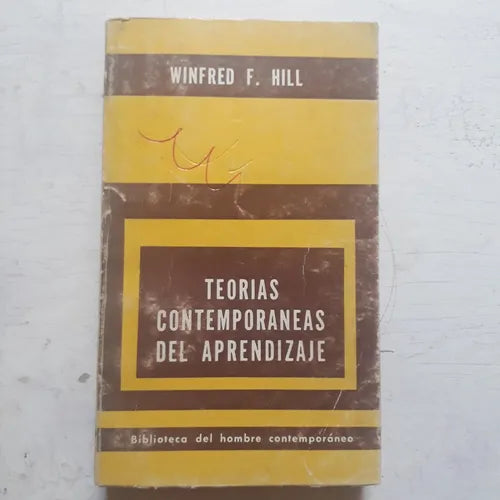 WINFRED F. HILL
TEORIAS
CONTEMPORANEAS
DEL APRENDIZAJE
Biblioteca del hombre contemporáneo